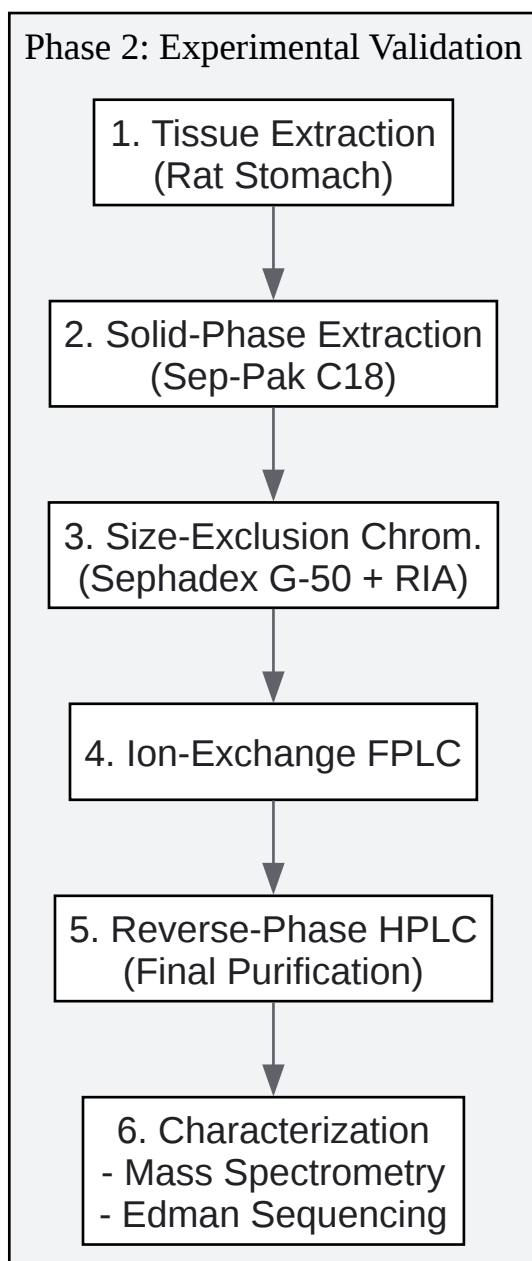 Phase 2: Experimental Validation
1. Tissue Extraction
(Rat Stomach)
2. Solid-Phase Extraction
(Sep-Pak C18)
3. Size-Exclusion Chrom.
(Sephadex G-50 + RIA)
4. Ion-Exchange FPLC
5. Reverse-Phase HPLC
(Final Purification)
6. Characterization
- Mass Spectrometry
- Edman Sequencing